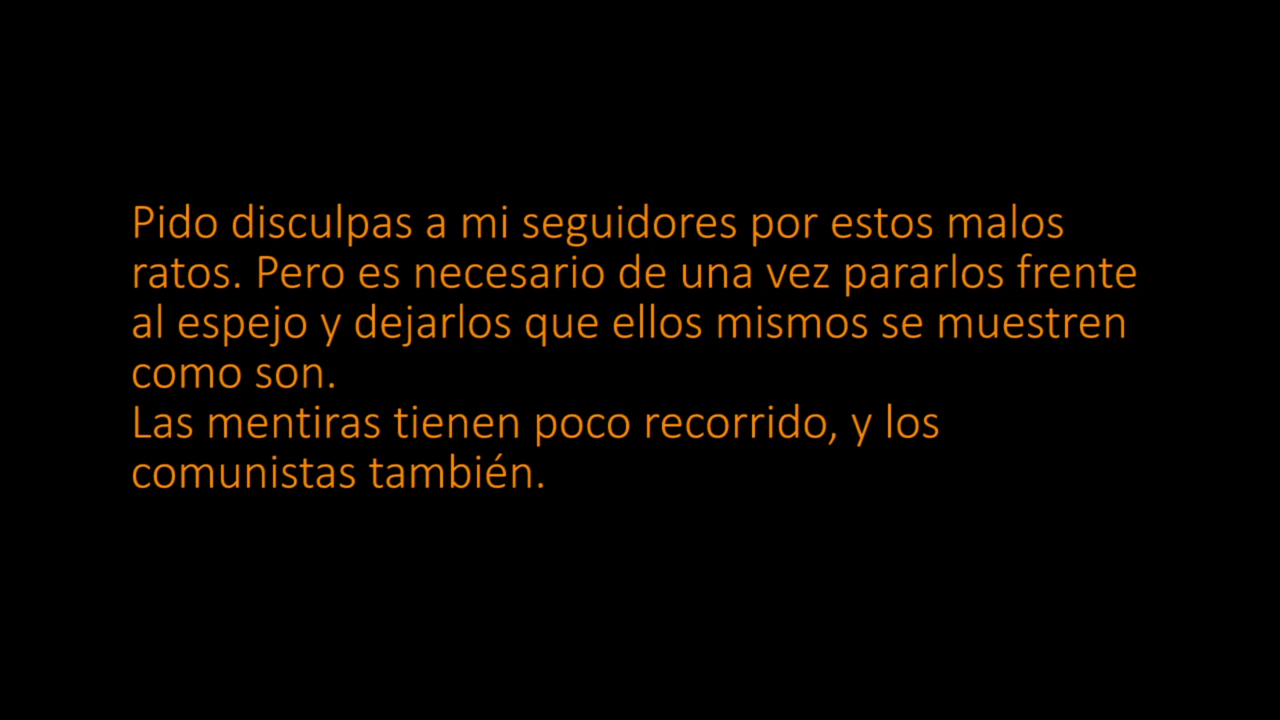 Pido disculpas a mi seguidores por estos malos
ratos. Pero es necesario de una vez pararlos frente
al espejo y dejarlos que ellos mismos se muestren
como son.
Las mentiras tienen poco recorrido, y los
comunistas también.